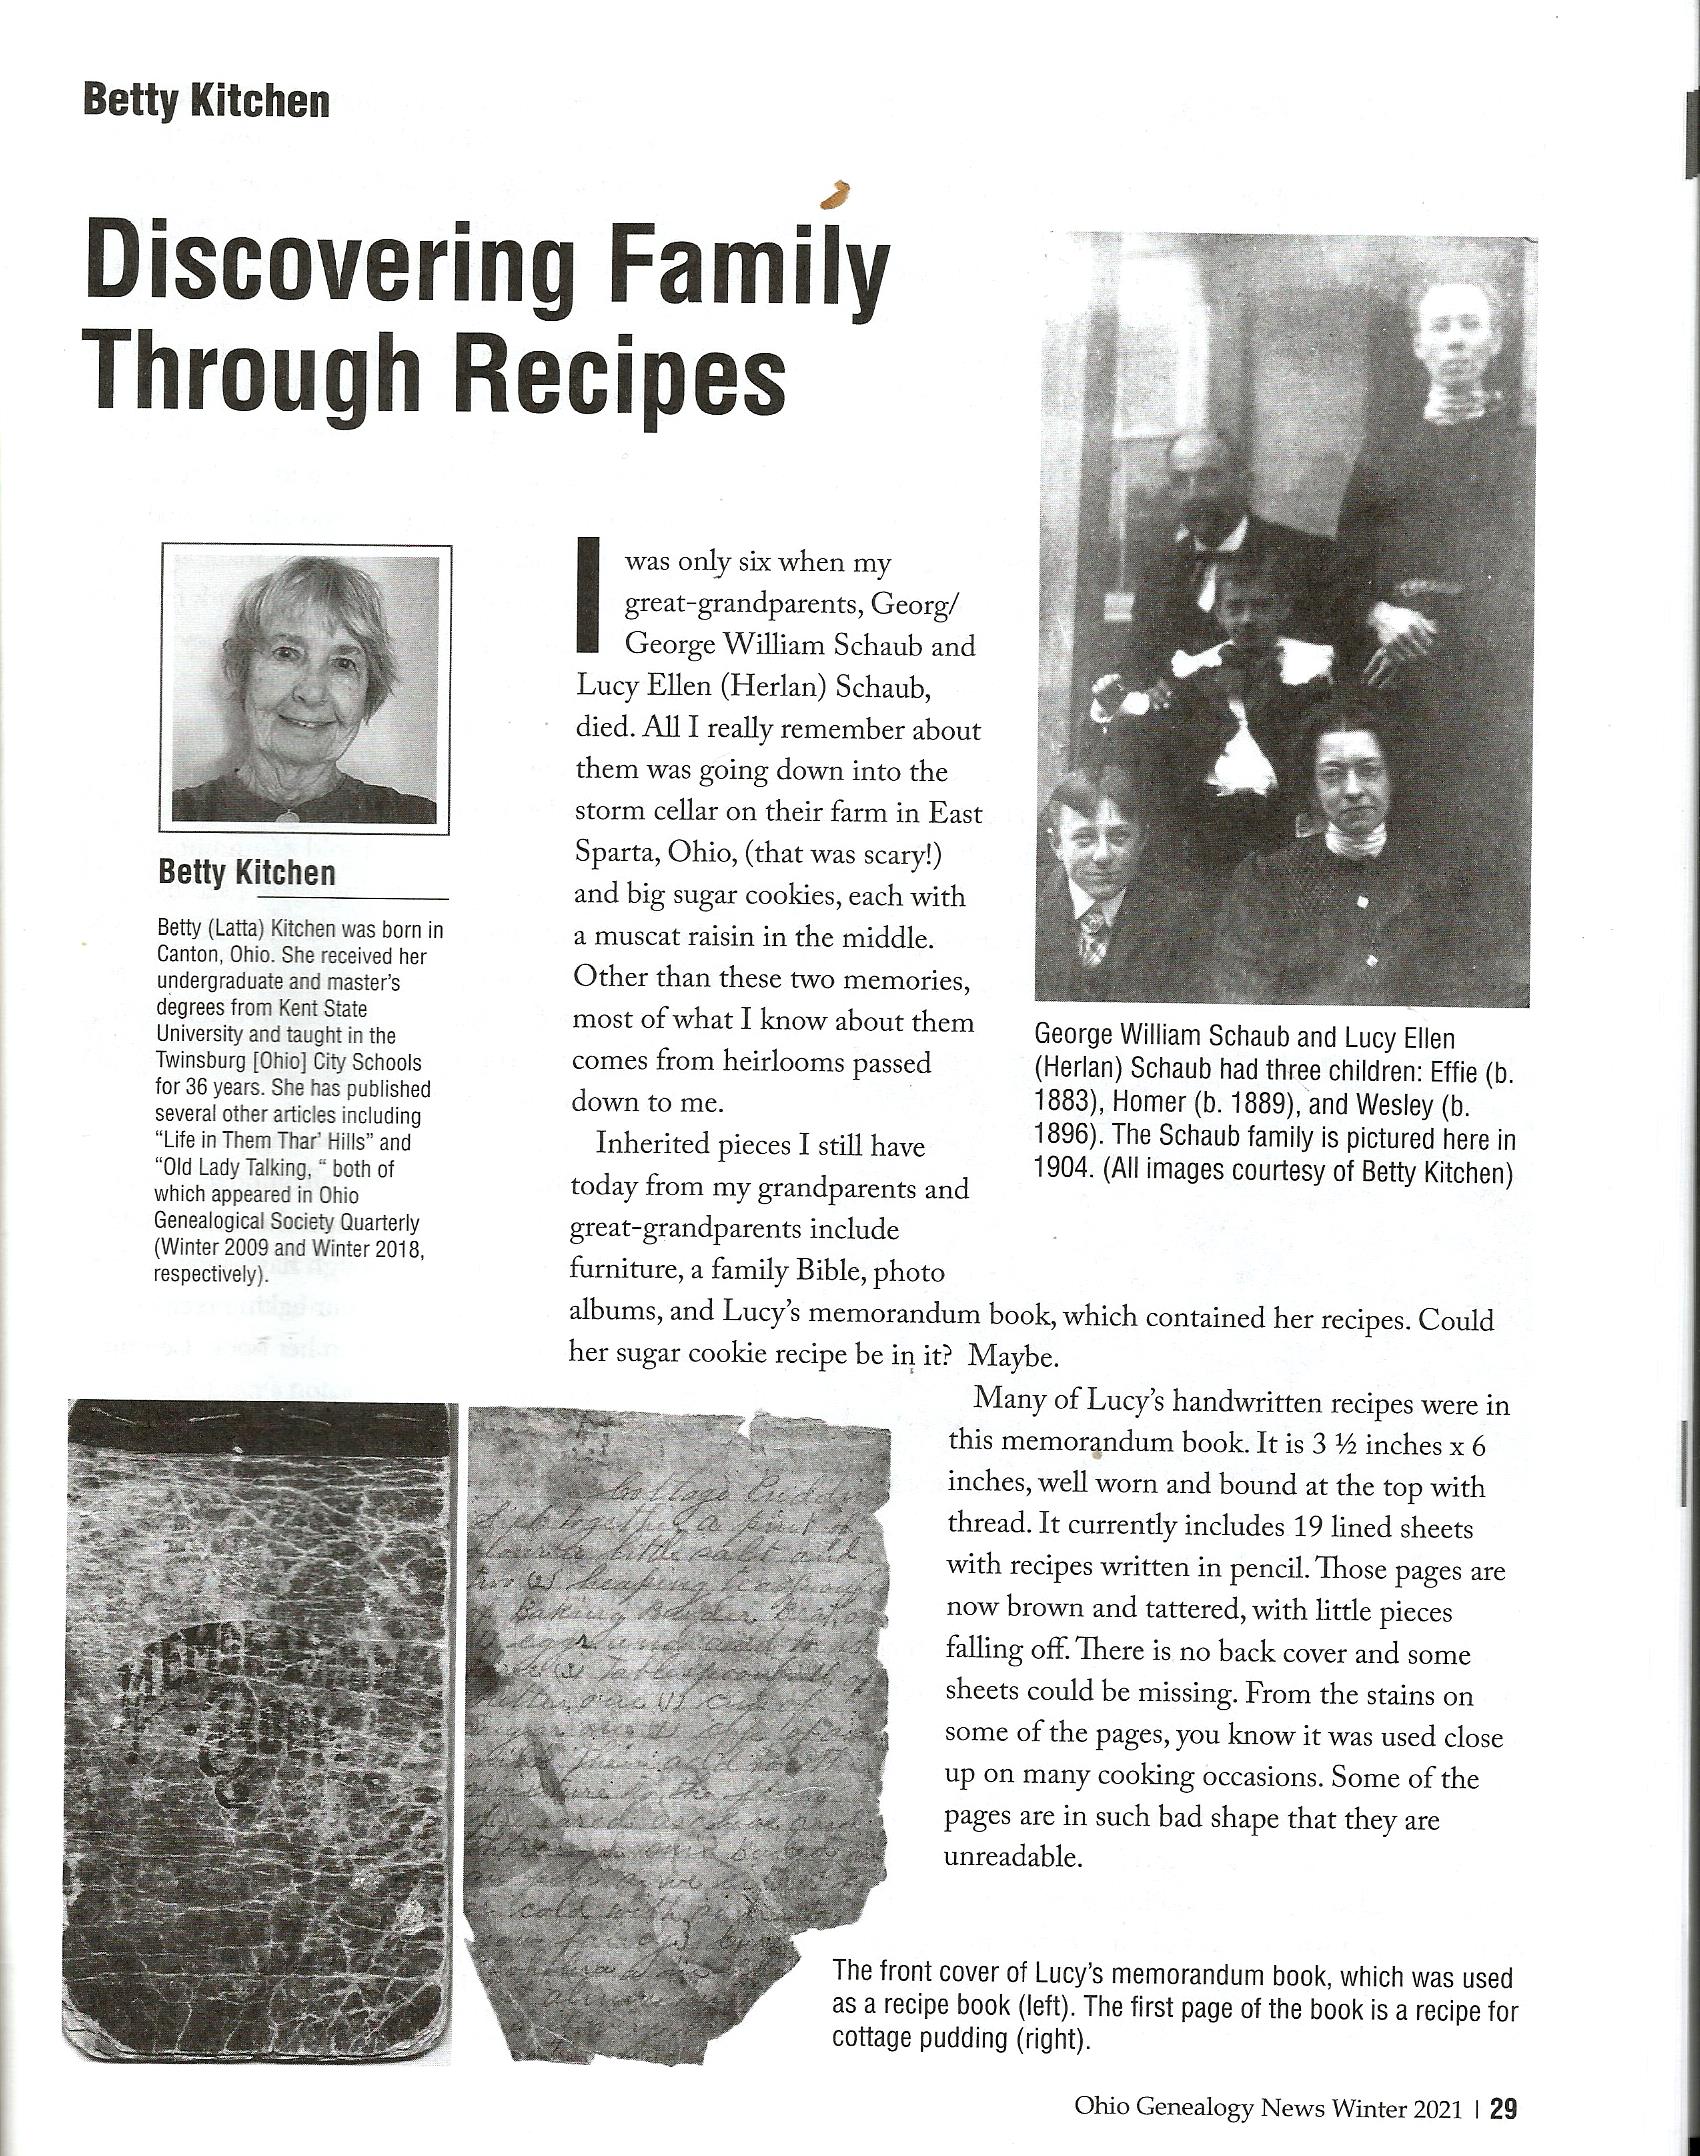 Betty Kitchen
Discovering Family
Through Recipes
Betty Kitchen
Betty (Latta) Kitchen was born in
Canton, Ohio. She received her
undergraduate and master's
degrees from Kent State
University and taught in the
Twinsburg [Ohio] City Schools
for 36 years. She has published
several other articles including
"Life in Them Thar' Hills" and
"Old Lady Talking, " both of
which appeared in Ohio
Genealogical Society Quarterly
(Winter 2009 and Winter 2018,
respectively).
I was only six when my
great-grandparents, Georg/
George William Schaub and
Lucy Ellen (Herlan) Schaub,
died. All I really remember about
them was going down into the
storm cellar on their farm in East
Sparta, Ohio, (that was scary!)
and big sugar cookies, each with
a muscat raisin in the middle.
Other than these two memories,
most of what I know about them
comes from heirlooms passed
down to me.
Inherited pieces I still have
today from my grandparents and
great-grandparents include
furniture, a family Bible, photo
albums, and Lucy's memorandum book, which contained her recipes. Could
her sugar cookie recipe be in it? Maybe.
George William Schaub and Lucy Ellen
(Herlan) Schaub had three children: Effie (b.
1883), Homer (b. 1889), and Wesley (b.
1896). The Schaub family is pictured here in
1904. (All images courtesy of Betty Kitchen)
Many of Lucy's handwritten recipes were in
this memorandum book. It is 3 ½ inches x 6
inches, well worn and bound at the top with
thread. It currently includes 19 lined sheets
with recipes written in pencil. Those pages are
now brown and tattered, with little pieces
falling off. There is no back cover and some
sheets could be missing. From the stains on
some of the pages, you know it was used close
up on many cooking occasions. Some of the
pages are in such bad shape that they are
unreadable.
Cottage
together a pint of
little salt and
heaping
Baking
eggs
cup of
cold with
The front cover of Lucy's memorandum book, which was used
as a recipe book (left). The first page of the book is a recipe for
cottage pudding (right).
Ohio Genealogy News Winter 2021 | 29